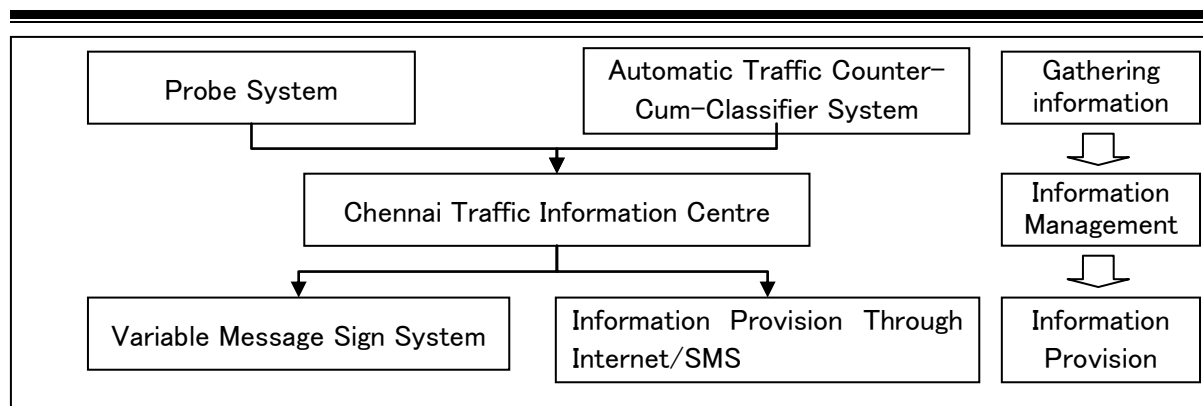 Probe System
Automatic Traffic Counter-
Cum-Classifier System
Gathering
information
Chennai Traffic Information Centre
Information
Management
Variable Message Sign System
Information Provision Through
Internet/SMS
Information
Provision